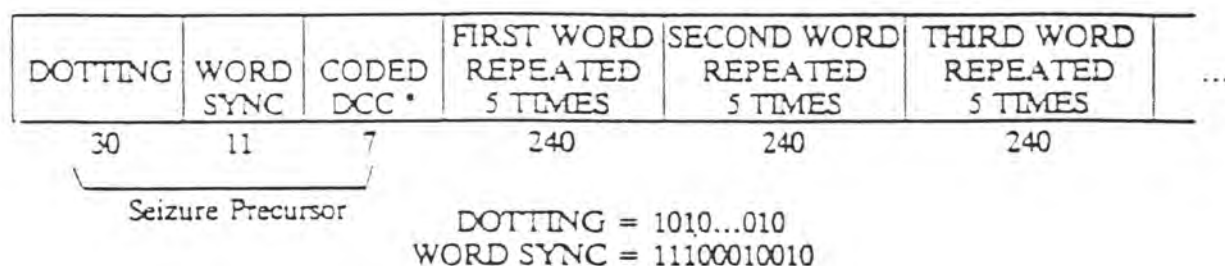 DOTTING WORD SYNC CODED DCC * FIRST WORD REPEATED 5 TIMES SECOND WORD REPEATED 5 TIMES THIRD WORD REPEATED 5 TIMES ...
30 11 7 240 240 240
Seizure Precursor
DOTTING = 1010...010
WORD SYNC = 11100010010